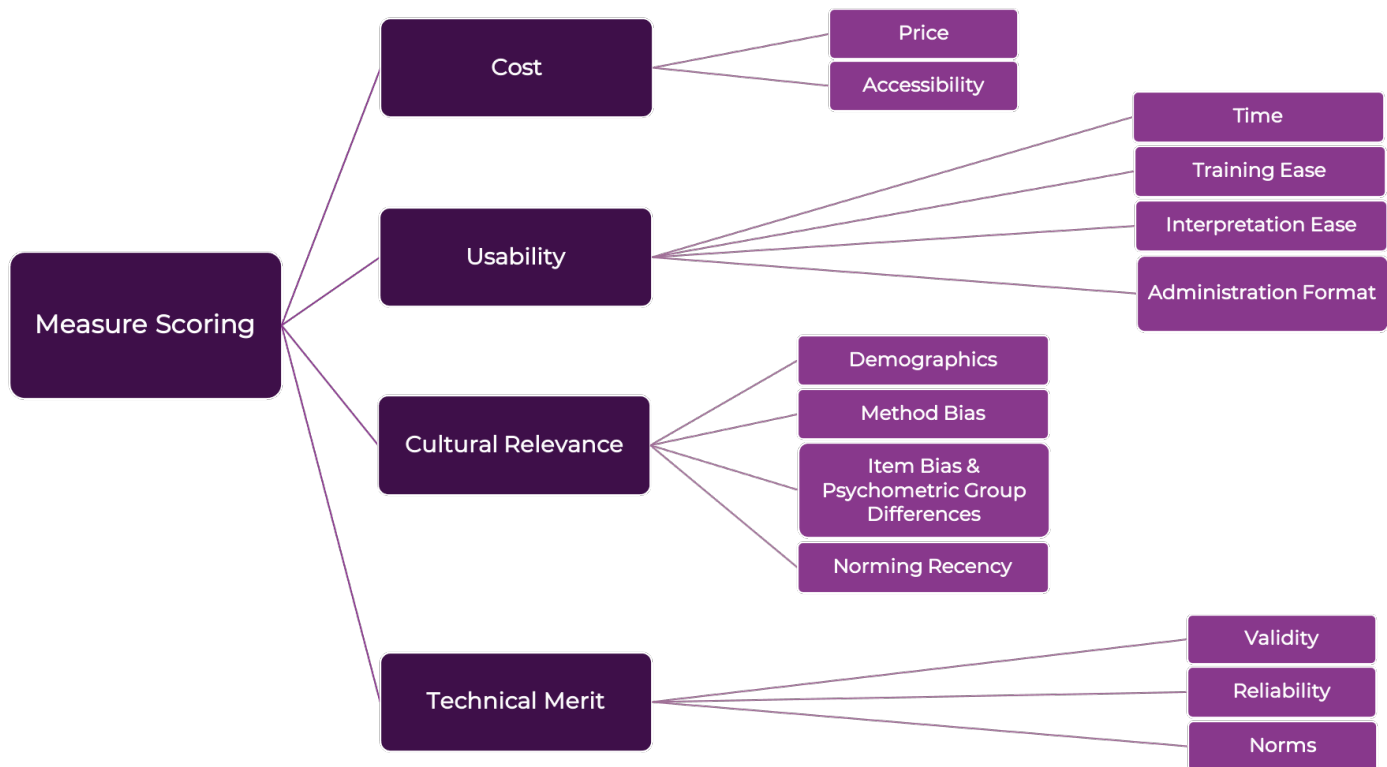 Measure Scoring
Cost
Price
Accessibility
Usability
Time
Training Ease
Interpretation Ease
Administration Format
Cultural Relevance
Demographics
Method Bias
Item Bias &
Psychometric Group
Differences
Norming Recency
Technical Merit
Validity
Reliability
Norms